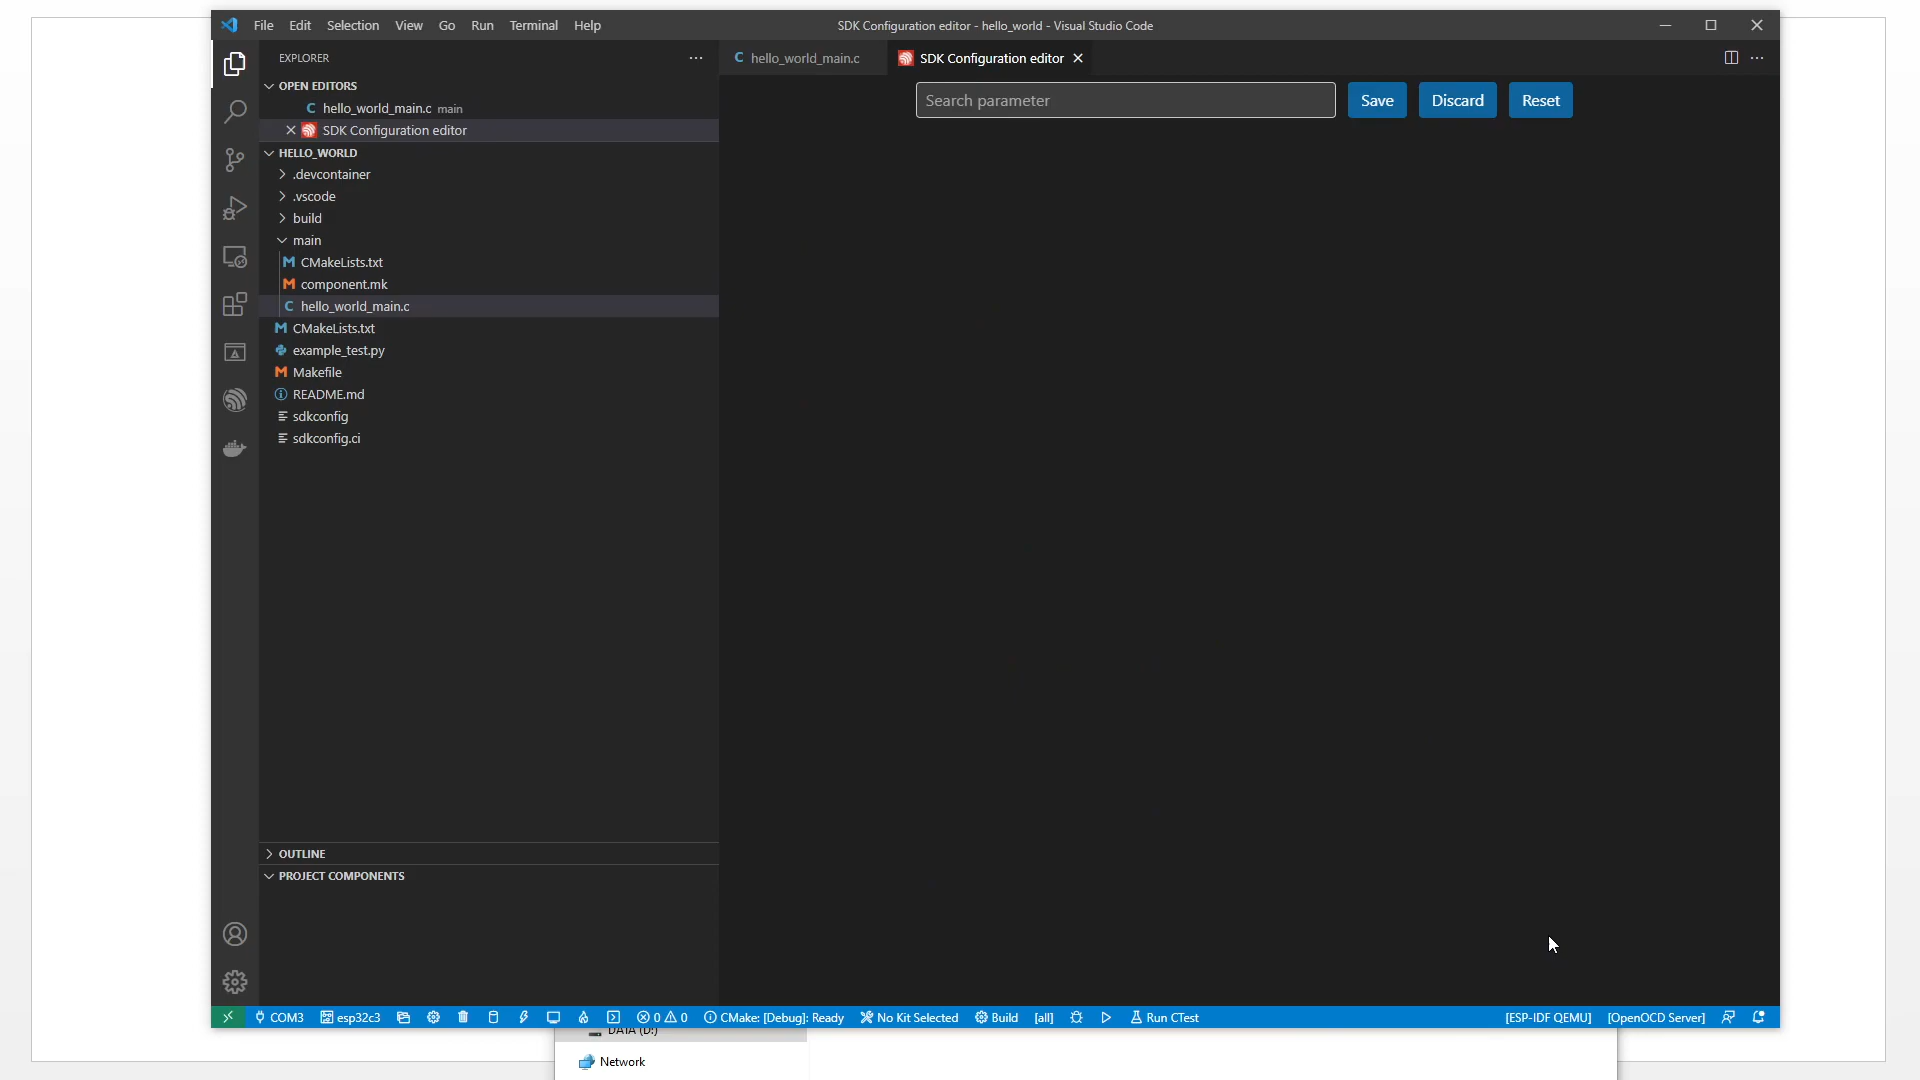 File Edit Selection View Go Run Terminal Help
SDK Configuration editor - hello_world - Visual Studio Code
EXPLORER
OPEN EDITORS
C hello_world_main.c main
SDK Configuration editor
HELLO_WORLD
.devcontainer
.vscode
build
main
M CMakeLists.txt
M component.mk
C hello_world_main.c
M CMakeLists.txt
example_test.py
M Makefile
README.md
sdkconfig
sdkconfig.ci
OUTLINE
PROJECT COMPONENTS
C hello_world_main.c
SDK Configuration editor
Search parameter
Save
Discard
Reset
COM3 esp32c3 0 0 CMake: [Debug]: Ready No Kit Selected Build [all] Run CTest [ESP-IDF QEMU] [OpenOCD Server]
DATA (D:)
Network